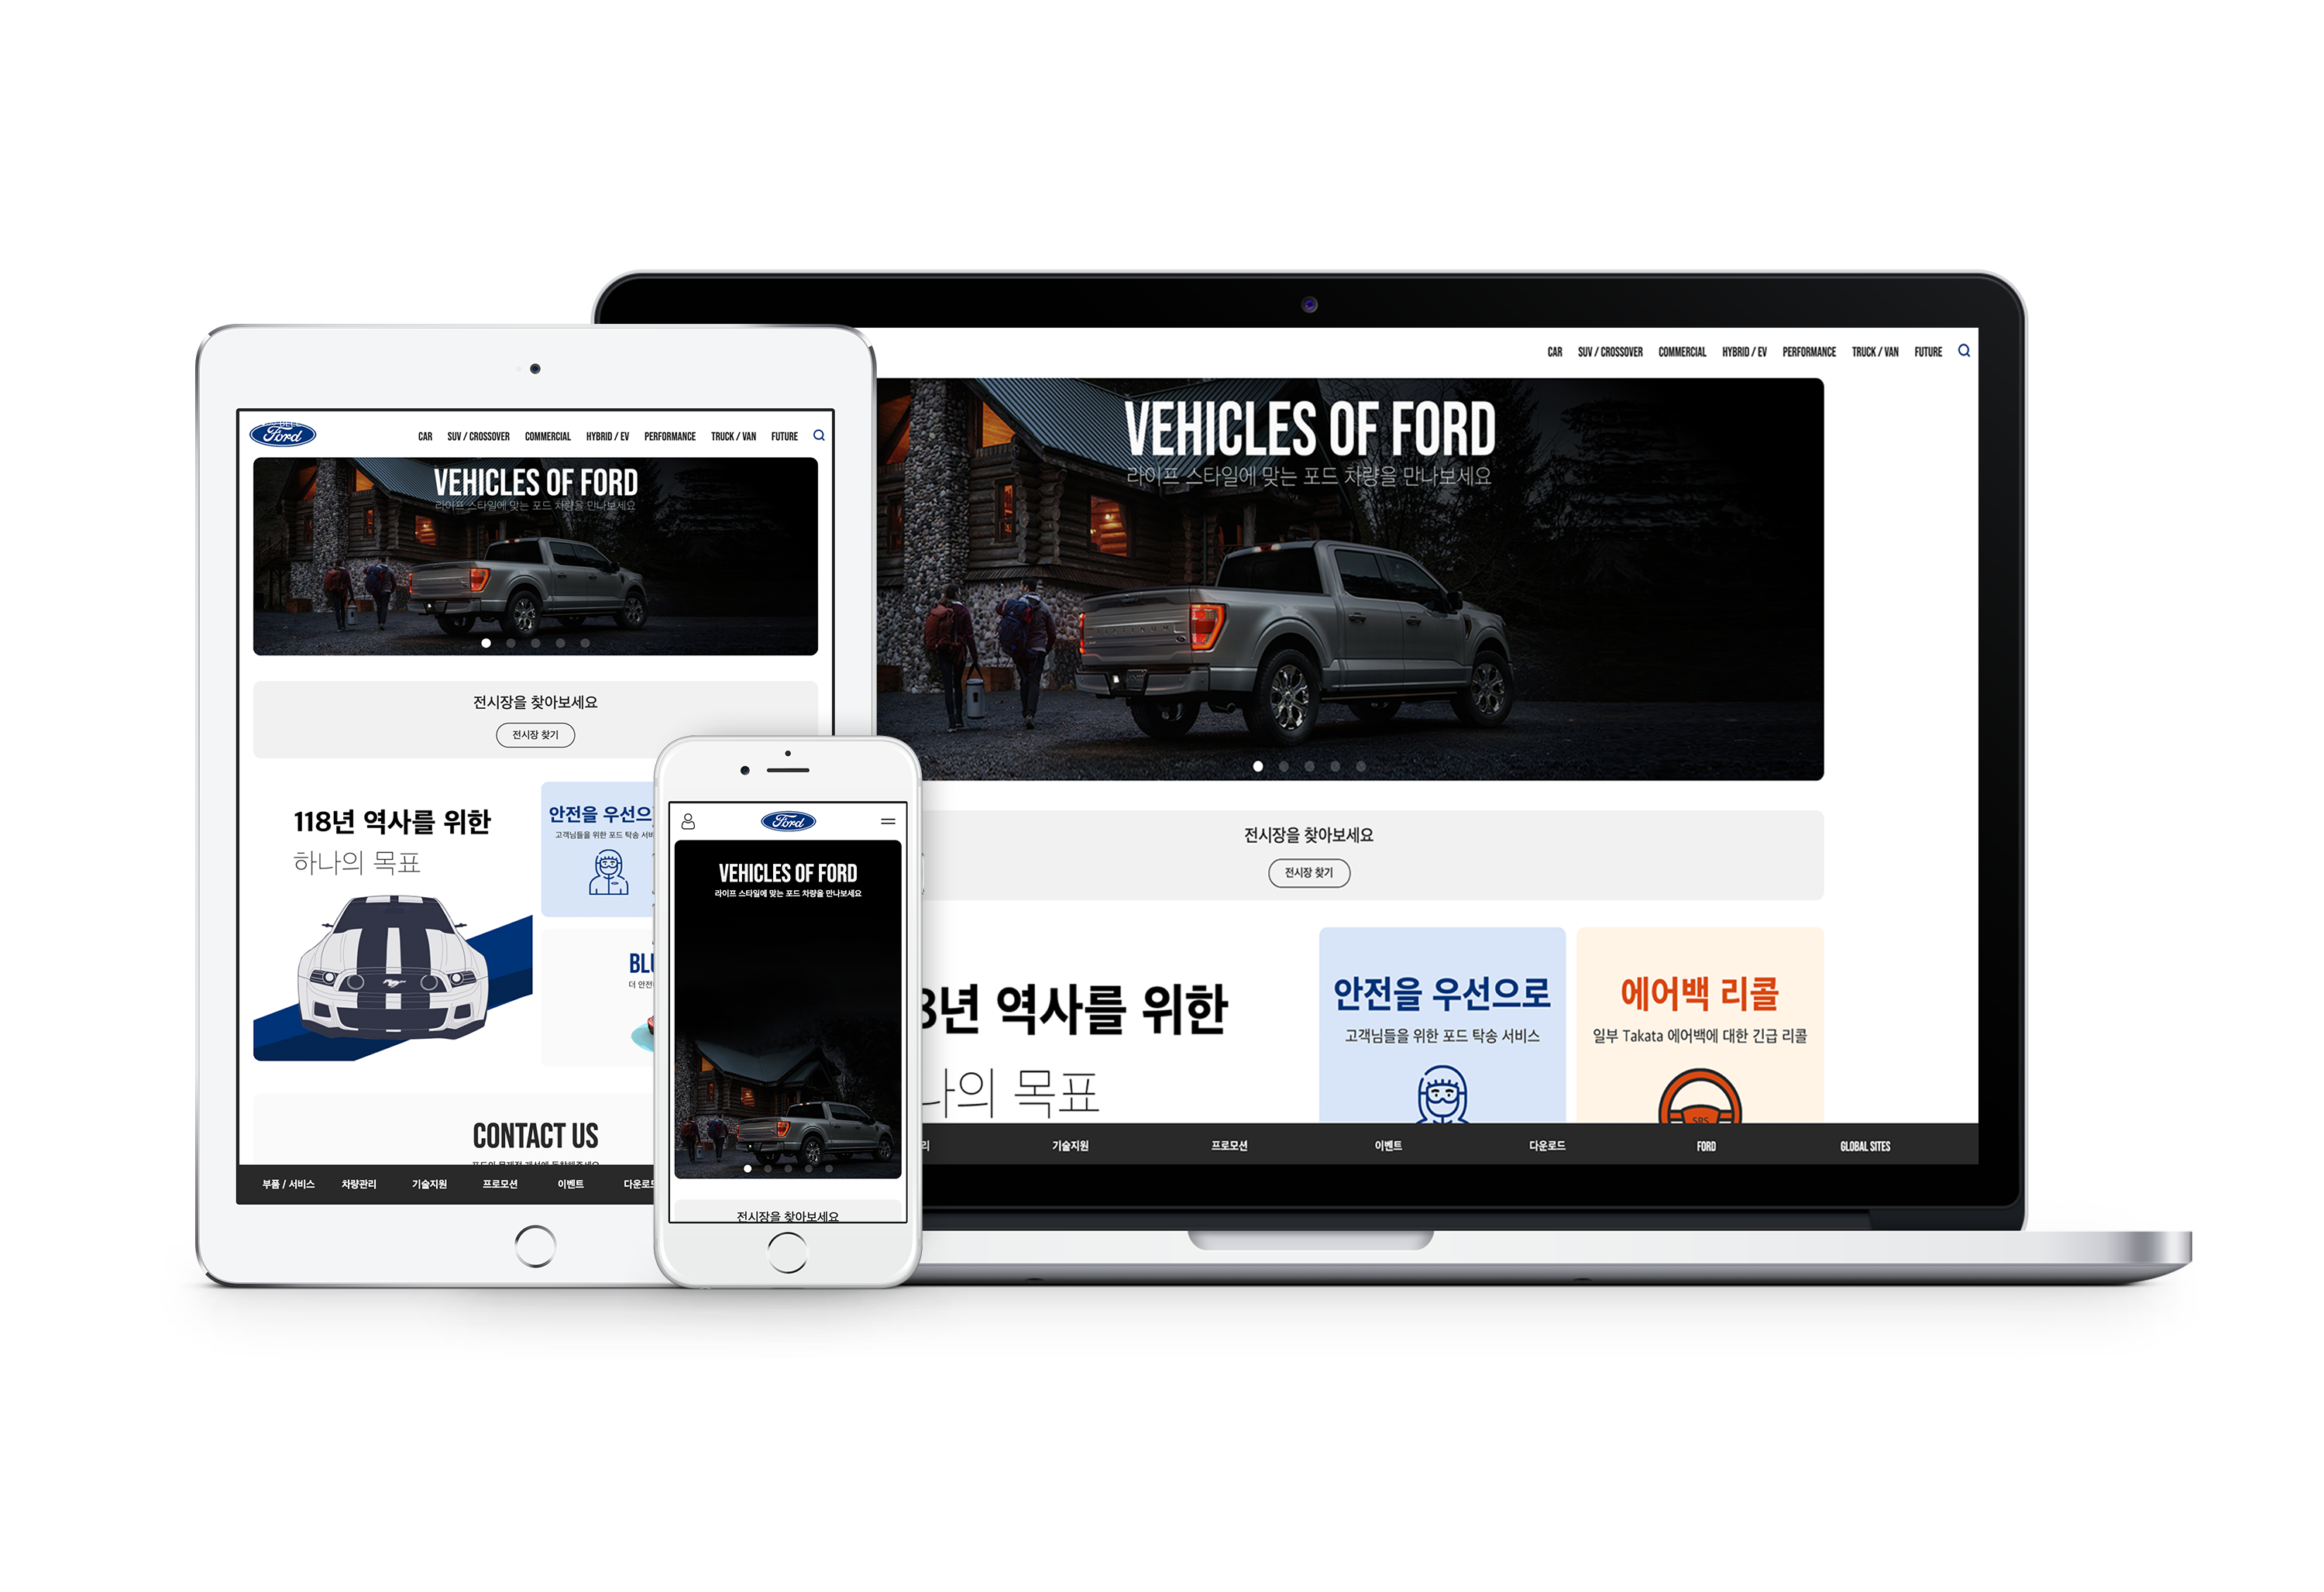 Ford
CAR SUV / CROSSOVER COMMERCIAL HYBRID / EV PERFORMANCE TRUCK / VAN FUTURE
VEHICLES OF FORD
라이프 스타일에 맞는 포드 차량을 만나보세요
전시장을 찾아보세요
전시장 찾기
118년 역사를 위한
하나의 목표
안전을 우선으
고객님들을 위한 포드 탁송
BLU
더 안전
CONTACT US
부품 / 서비스 차량관리 기술지원 프로모션 이벤트 다운로드
Ford
VEHICLES OF FORD
라이프 스타일에 맞는 포드 차량을 만나보세요
전시장을 찾아보세요
CAR SUV / CROSSOVER COMMERCIAL HYBRID / EV PERFORMANCE TRUCK / VAN FUTURE
VEHICLES OF FORD
라이프 스타일에 맞는 포드 차량을 만나보세요
PLATINUM
전시장을 찾아보세요
전시장 찾기
8년 역사를 위한
나의 목표
안전을 우선으로
고객님들을 위한 포드 탁송 서비스
에어백 리콜
일부 Takata 에어백에 대한 긴급 리콜
SRS
리 기술지원 프로모션 이벤트 다운로드 FORD GLOBAL SITES